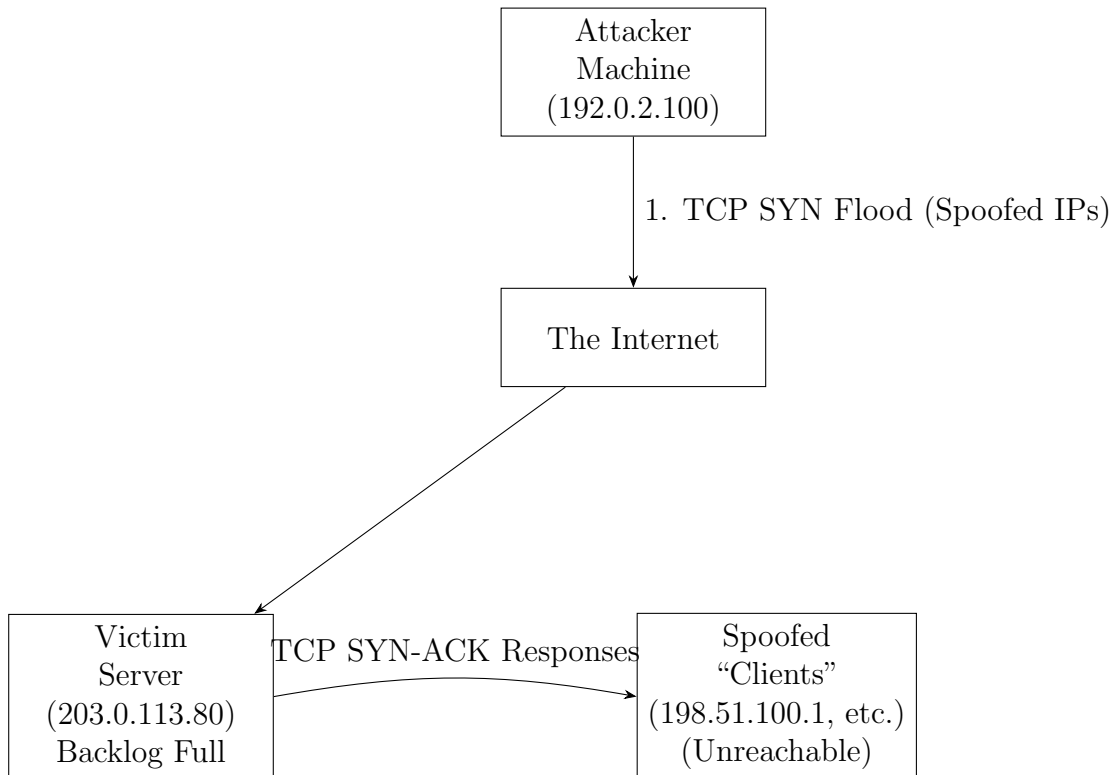 Attacker
Machine
(192.0.2.100)
1. TCP SYN Flood (Spoofed IPs)
The Internet
Victim
Server
(203.0.113.80)
Backlog Full
TCP SYN-ACK Responses
Spoofed
“Clients”
(198.51.100.1, etc.)
(Unreachable)